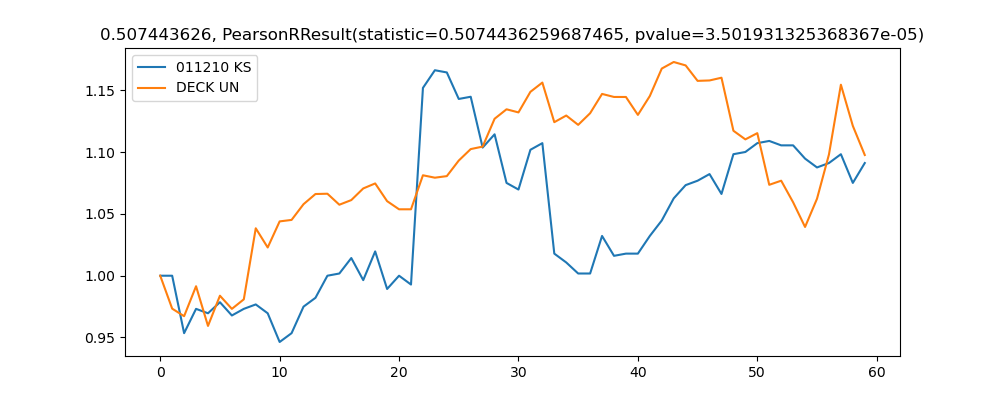 0.507443626, PearsonRResult(statistic=0.5074436259687465, pvalue=3.501931325368367e-05)
011210 KS
DECK UN
1.15
1.10
1.05
1.00
0.95
0 10 20 30 40 50 60